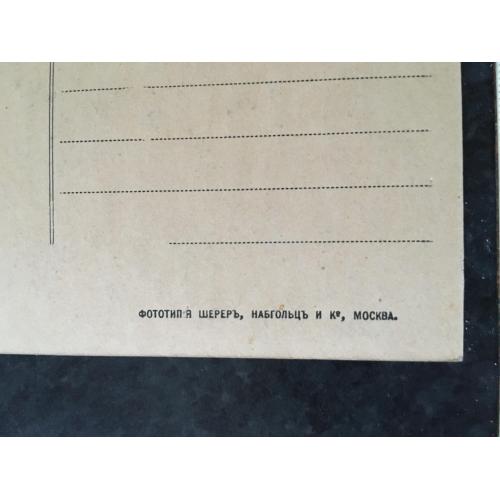 ФОТОТИПІЯ ШЕРЕРЪ, НАБГОЛЬЦЪ И Кº, МОСКВА.